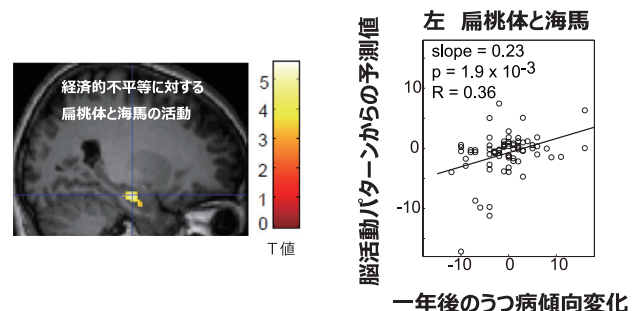 経済的不平等に対する
扁桃体と海馬の活動
5
4
3
2
1
0
T値
左 扁桃体と海馬
slope = 0.23
p = 1.9 x 10-3
R = 0.36
脳活動パターンからの予測値
10
0
-10
-10
0
10
一年後のうつ病傾向変化